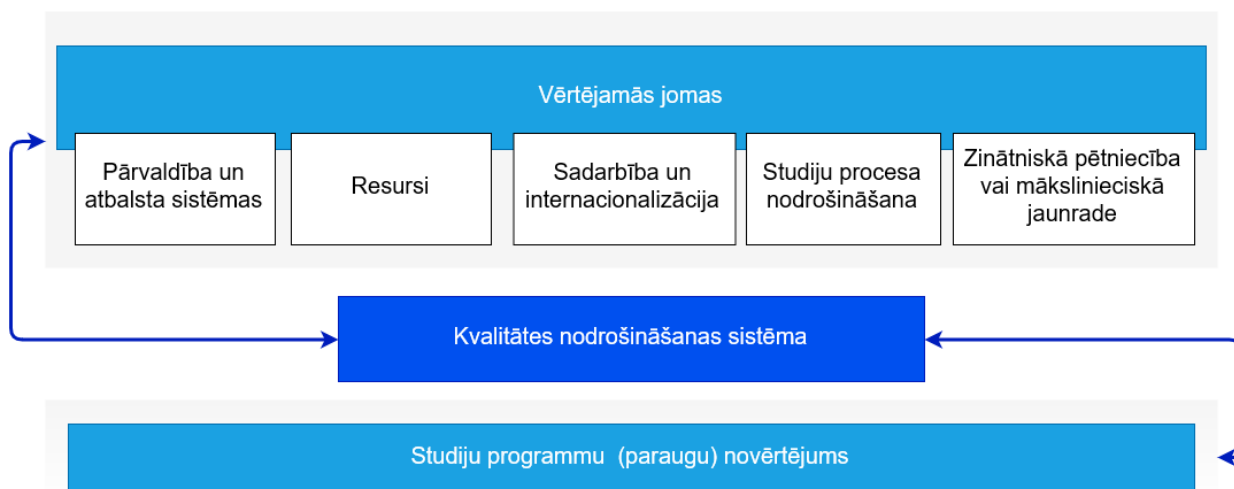 Vērtējamās jomas
Pārvaldība un
atbalsta sistēmas
Resursi
Sadarbība un
internacionalizācija
Studiju procesa
nodrošināšana
Zinātniskā pētniecība
vai mākslinieciskā
jaunrade
Kvalitātes nodrošināšanas sistēma
Studiju programmu (paraugu) novērtējums